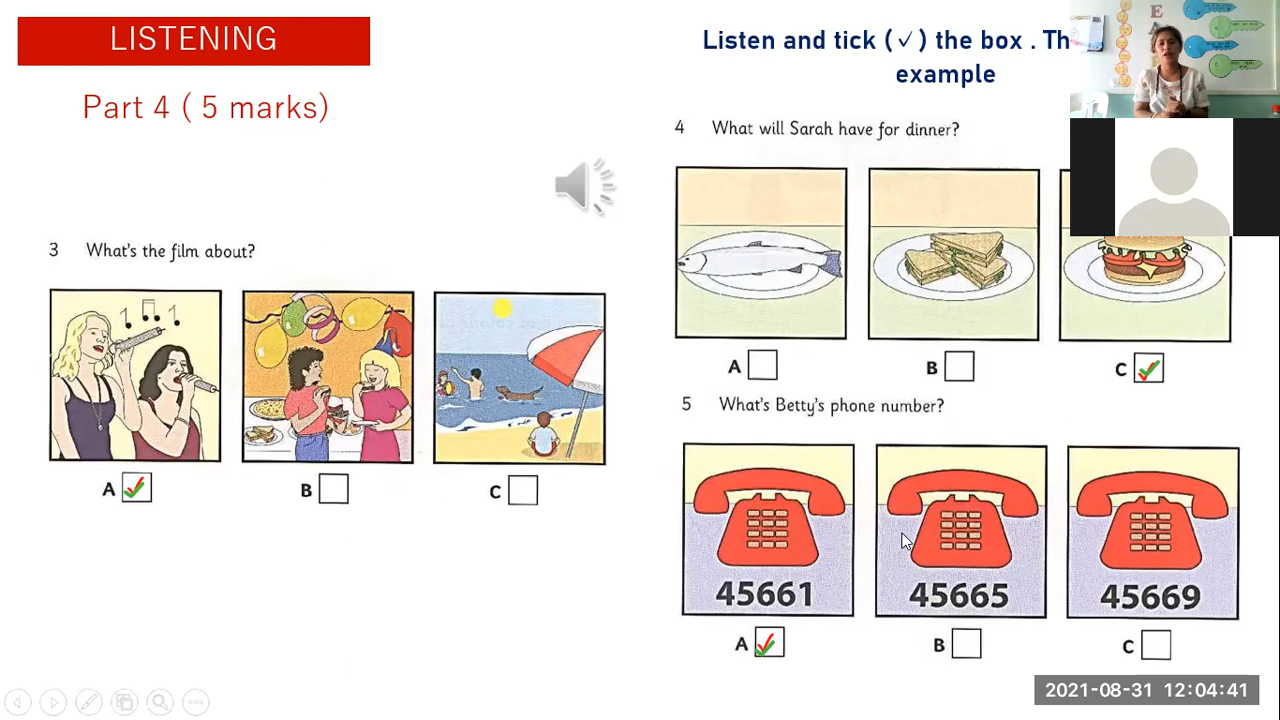 LISTENING
Part 4 ( 5 marks)
3 What's the film about?
A ✓
B
C
Listen and tick (✓) the box . Th
example
4 What will Sarah have for dinner?
A
B
C ✓
5 What's Betty's phone number?
45661
45665
45669
A ✓
B
C
2021-08-31 12:04:41